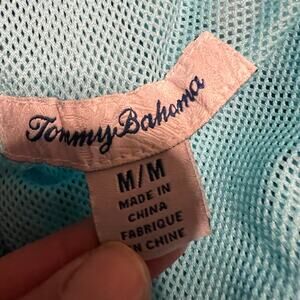 Tommy Bahama
M/M
MADE IN
CHINA
FABRIQUE
EN CHINE